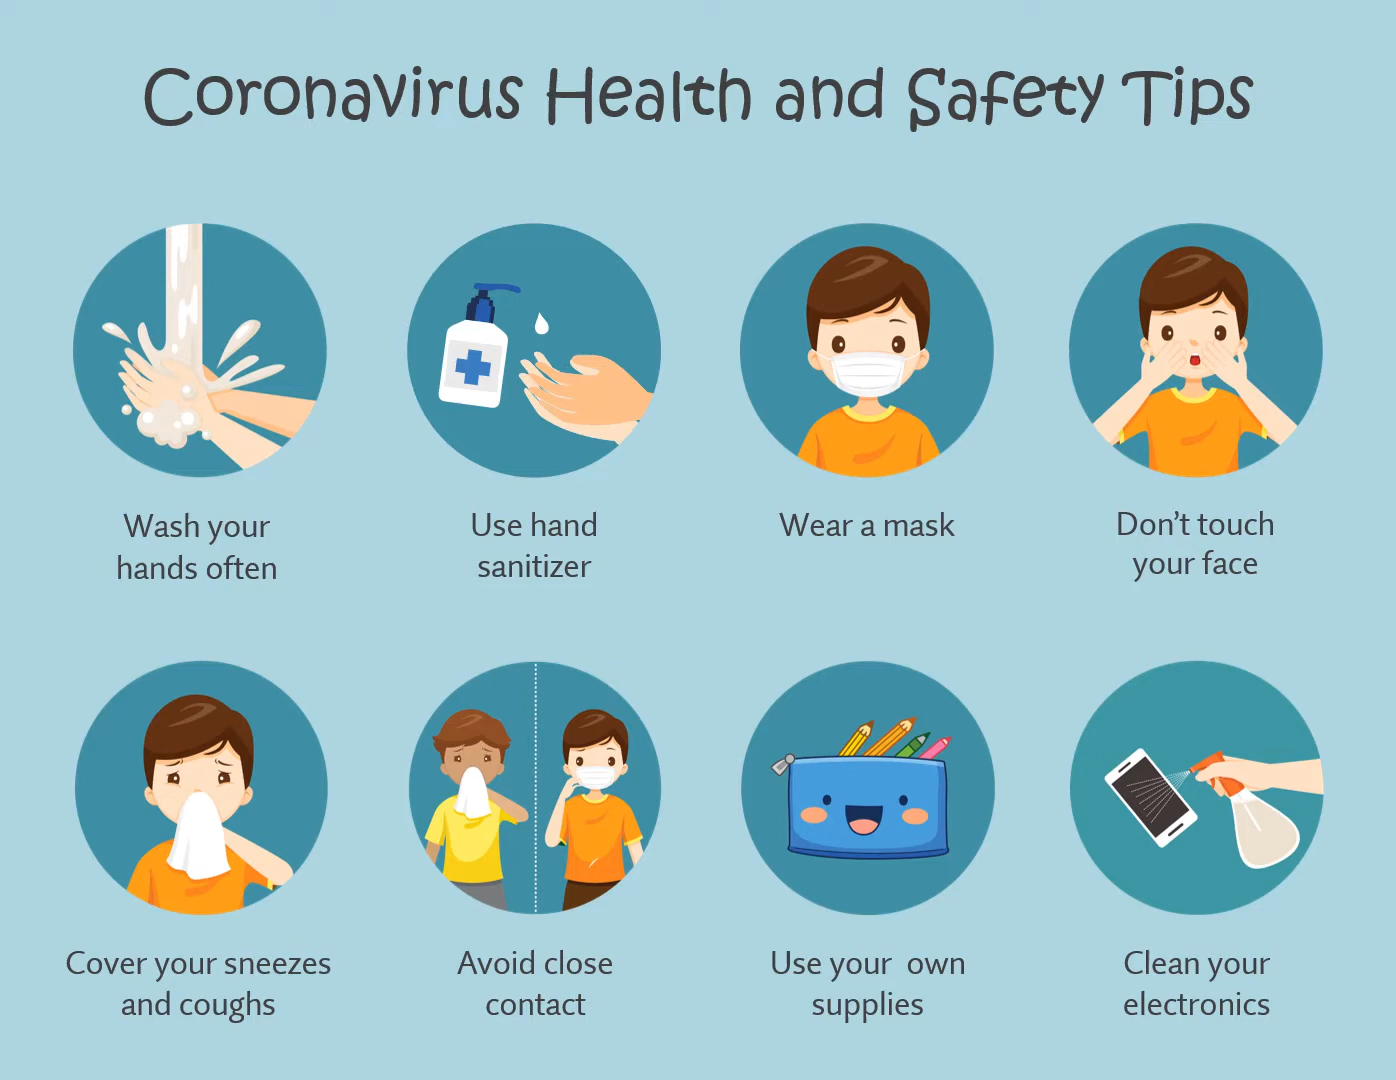 Coronavirus Health and Safety Tips
Wash your
hands often
Use hand
sanitizer
Wear a mask
Don’t touch
your face
Cover your sneezes
and coughs
Avoid close
contact
Use your  own
supplies
Clean your
electronics